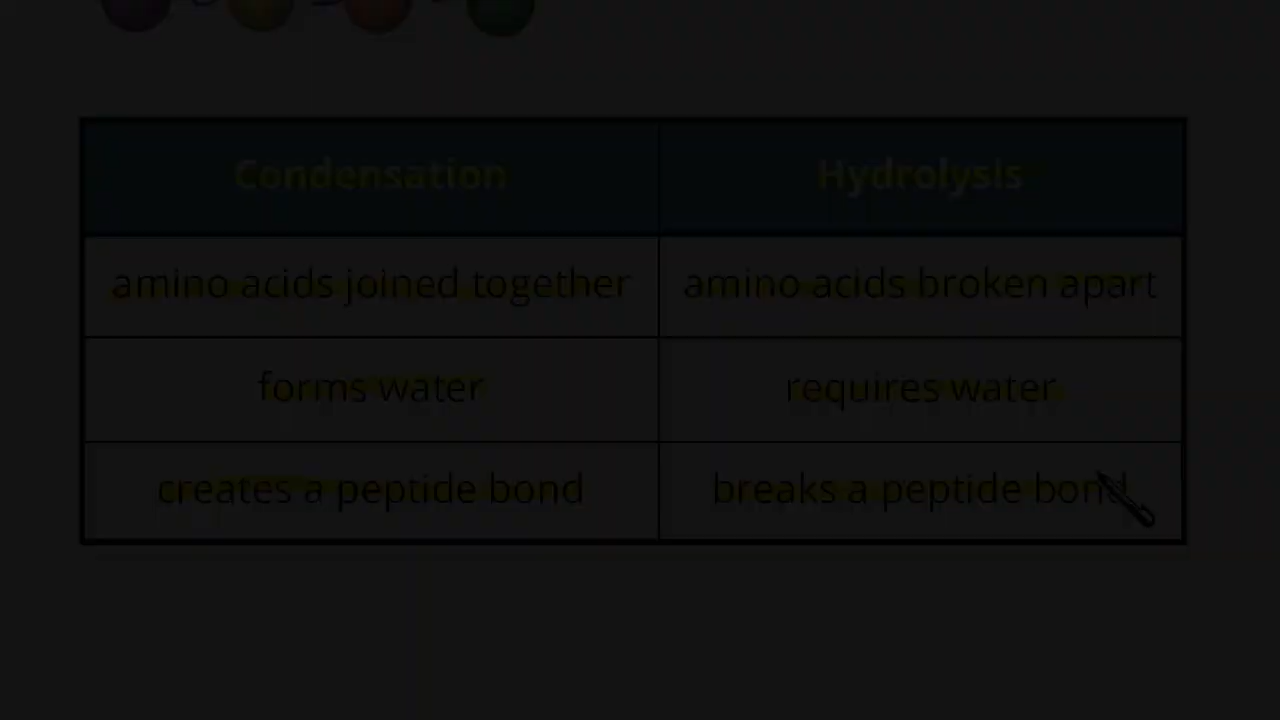 Condensation Hydrolysis
amino acids joined together amino acids broken apart
forms water requires water
creates a peptide bond breaks a peptide bond